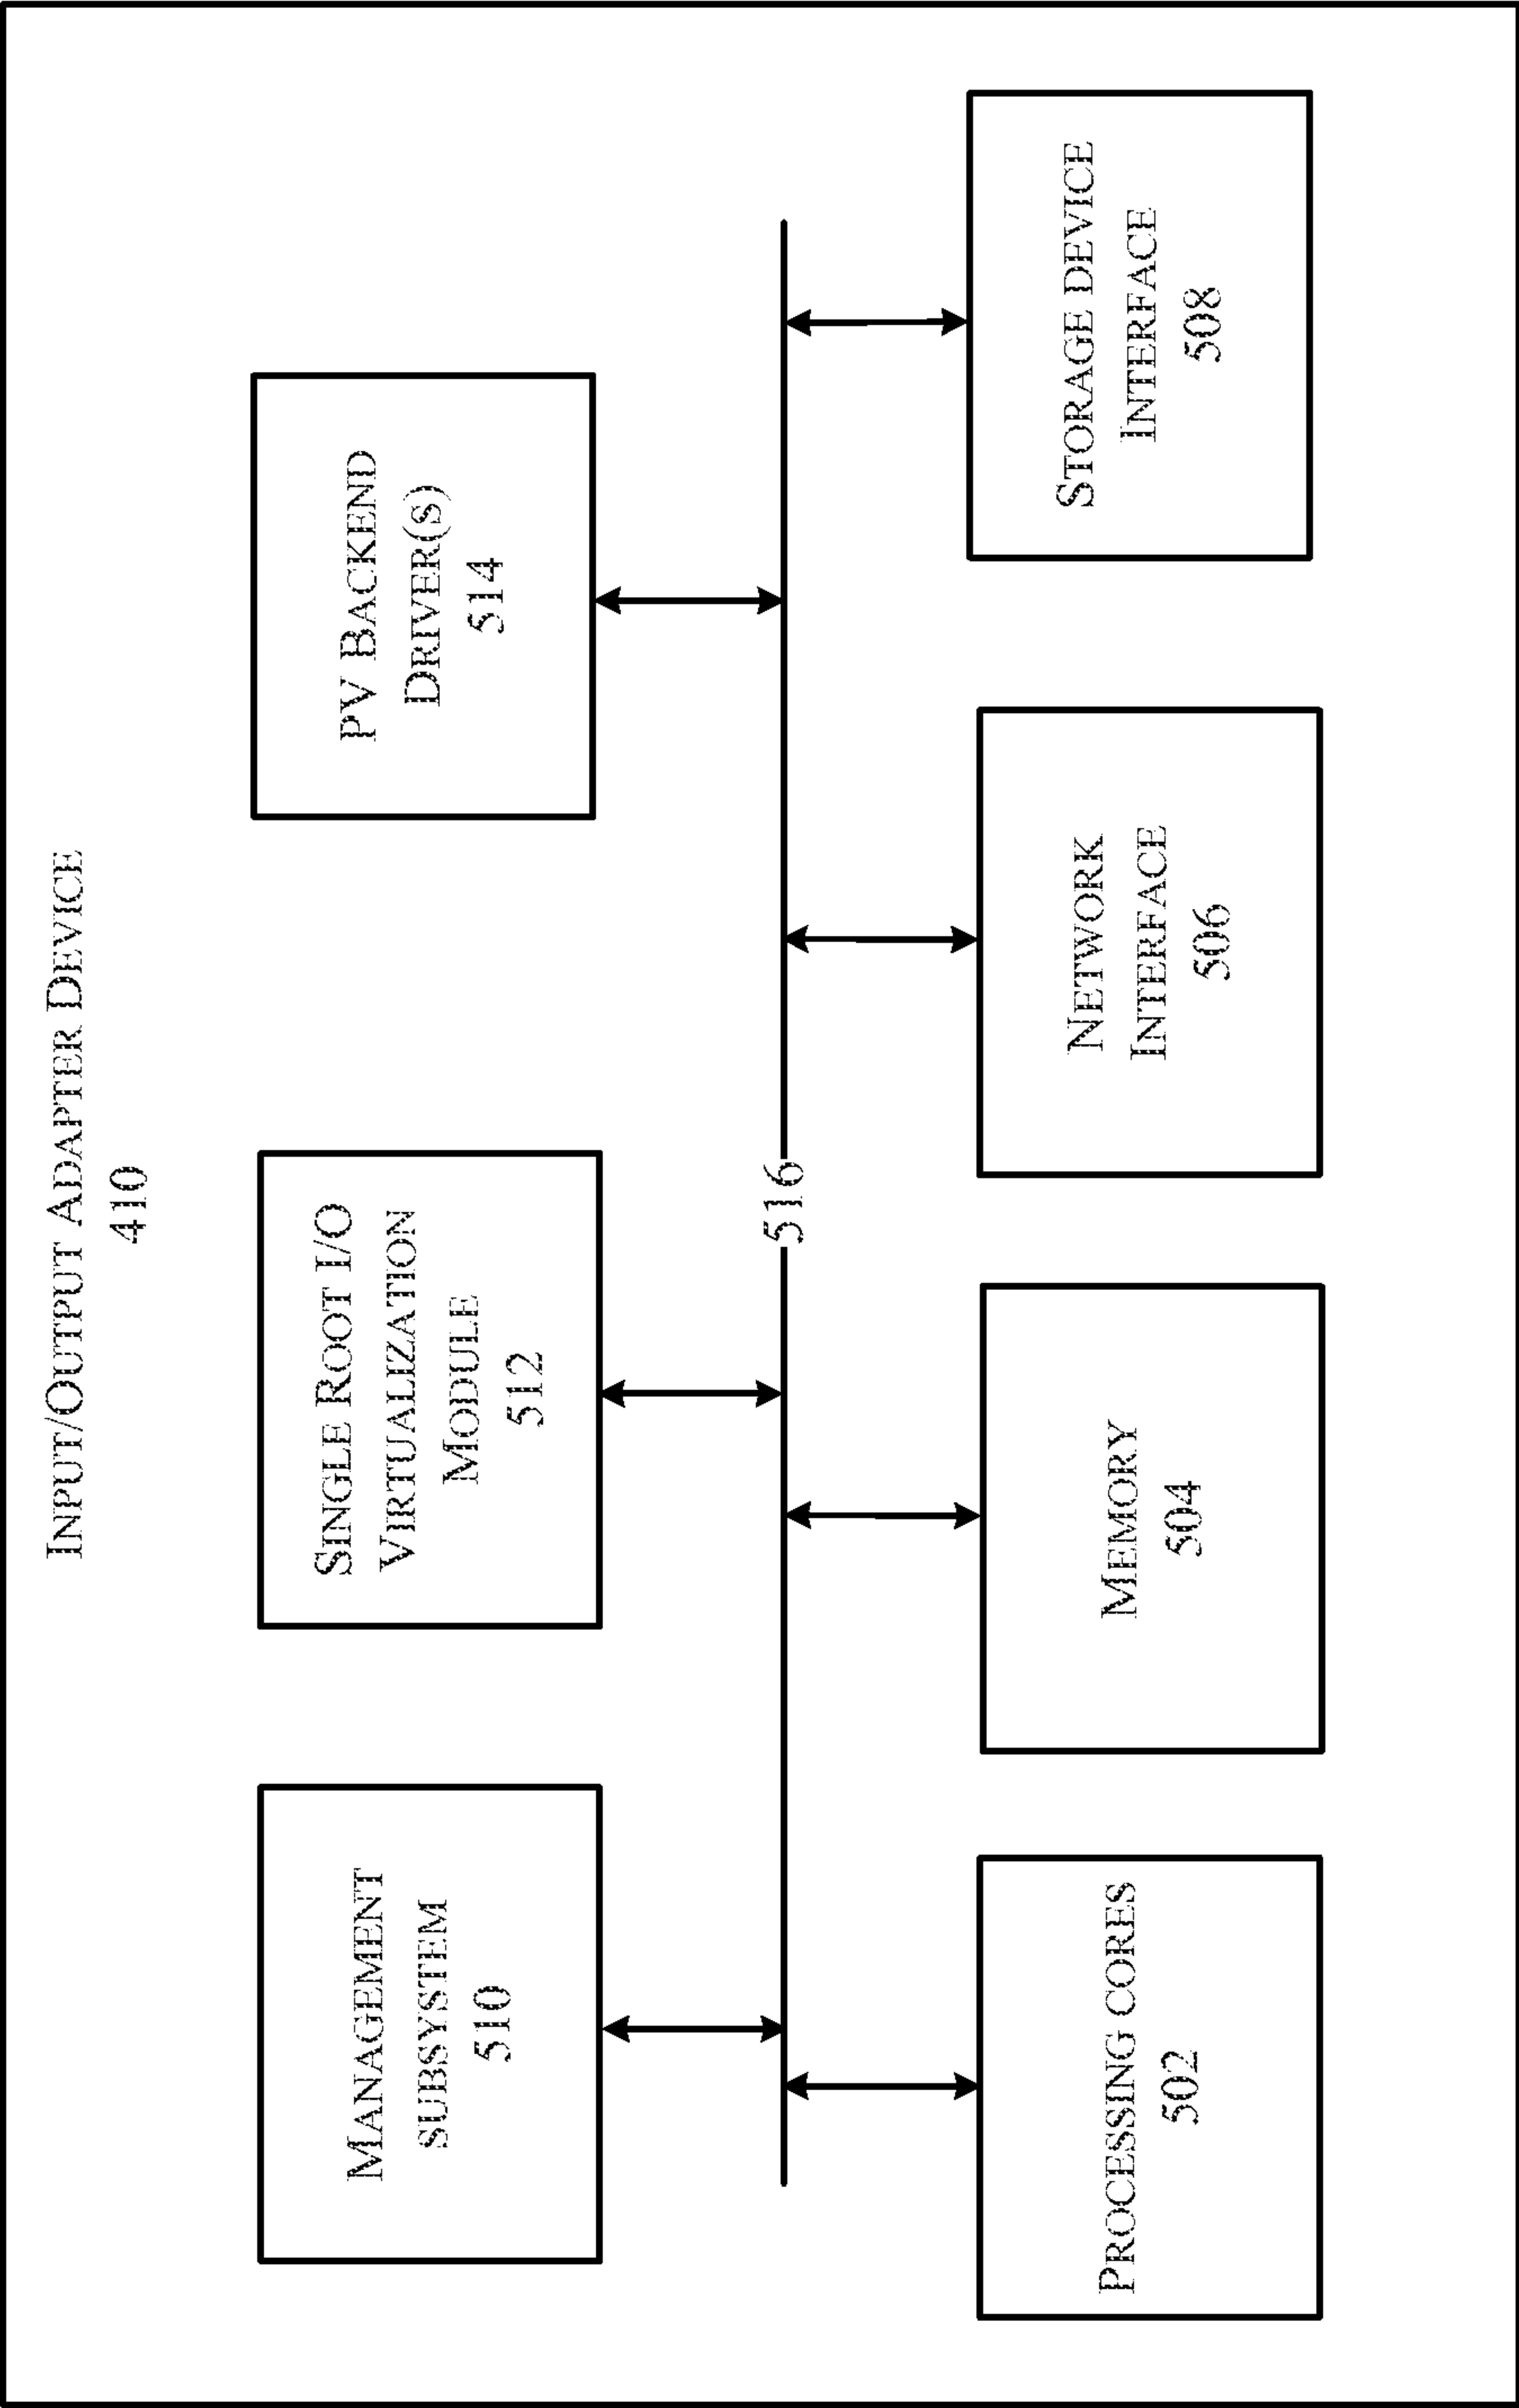 INPUT/OUTPUT ADAPTER DEVICE
410
MANAGEMENT
SUBSYSTEM
510
SINGLE ROOT I/O
VIRTUALIZATION
MODULE
512
PV BACKEND
DRIVER(S)
514
516
PROCESSING CORES
502
MEMORY
504
NETWORK
INTERFACE
506
STORAGE DEVICE
INTERFACE
508